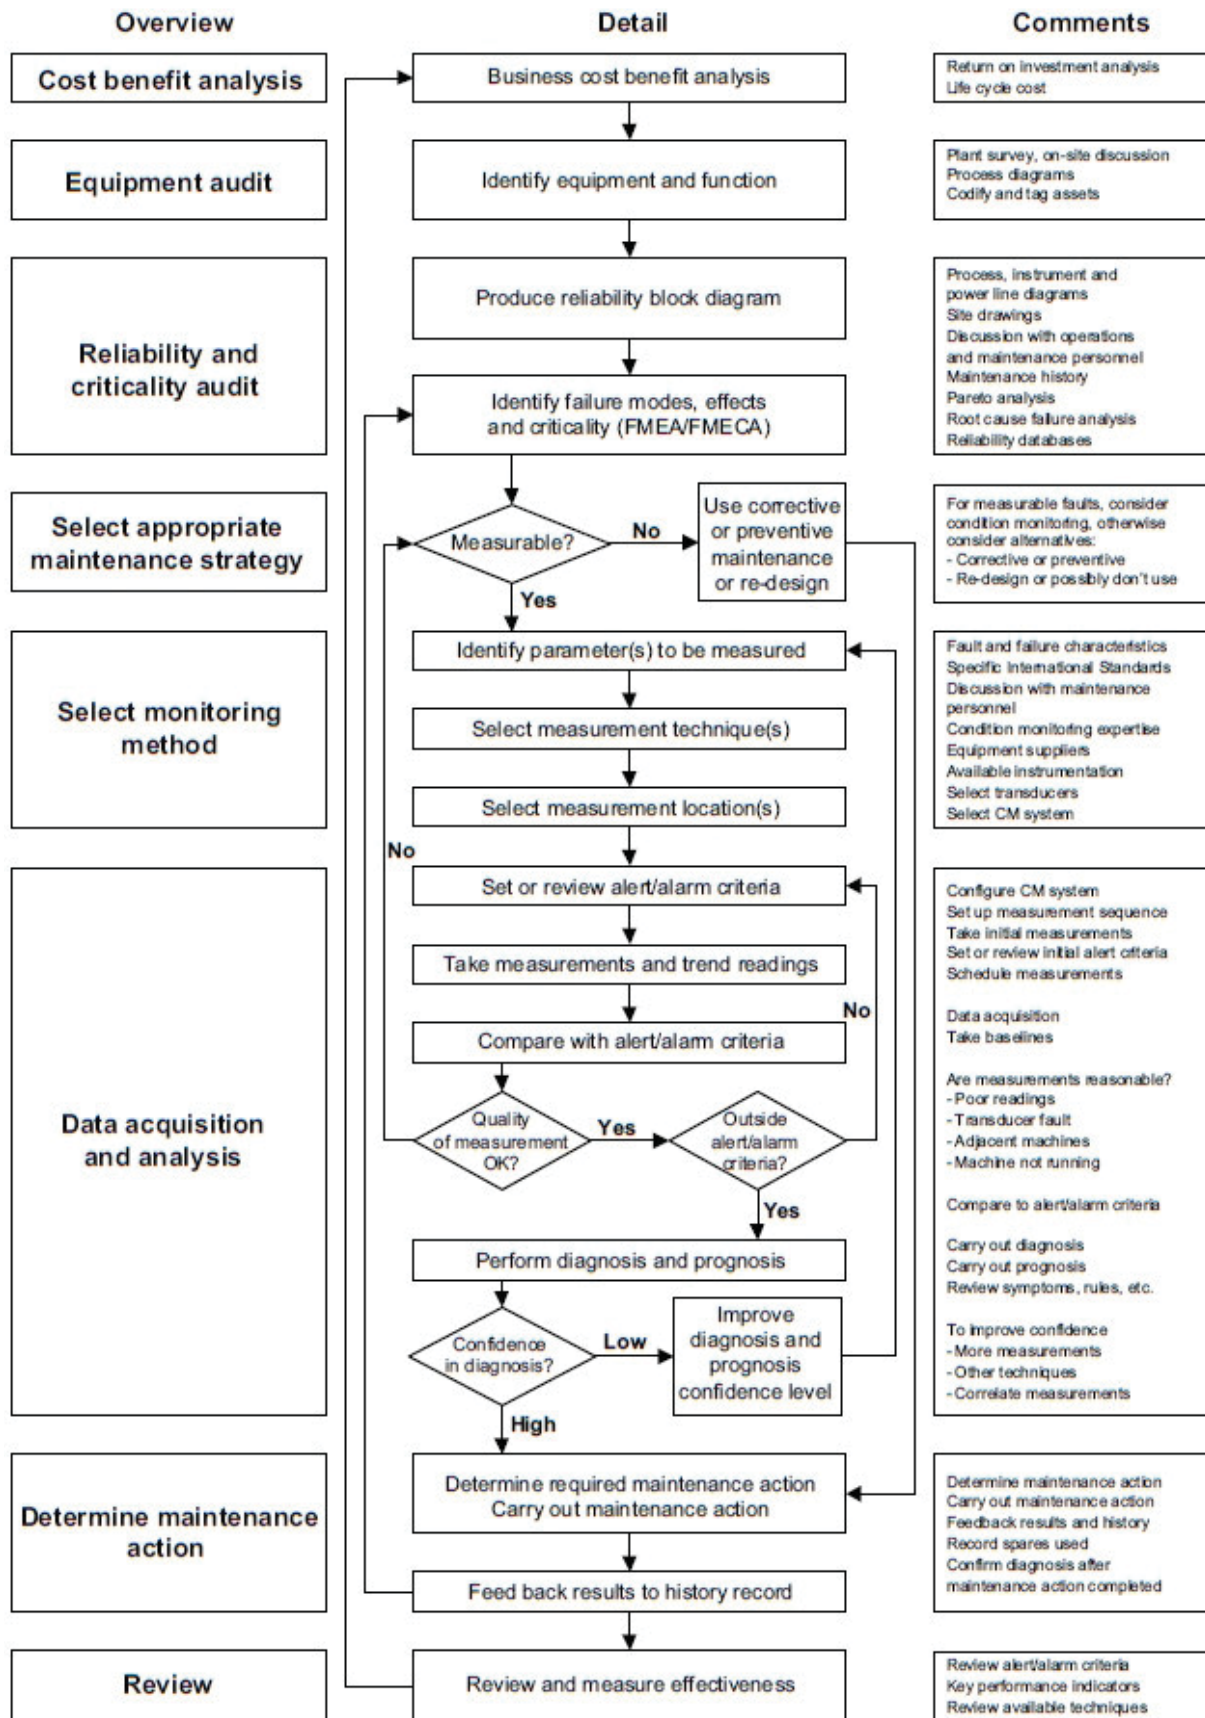 Overview
Detail
Comments
Cost benefit analysis
Business cost benefit analysis
Return on investment analysis
Life cycle cost
Equipment audit
Identify equipment and function
Plant survey, on-site discussion
Process diagrams
Codify and tag assets
Reliability and
criticality audit
Produce reliability block diagram
Identify failure modes, effects
and criticality (FMEA/FMECA)
Process, instrument and
power line diagrams
Site drawings
Discussion with operations
and maintenance personnel
Maintenance history
Pareto analysis
Root cause failure analysis
Reliability databases
Select appropriate
maintenance strategy
Measurable?
No
Use corrective
or preventive
maintenance
or re-design
Yes
For measurable faults, consider
condition monitoring, otherwise
consider alternatives:
- Corrective or preventive
- Re-design or possibly don't use
Select monitoring
method
Identify parameter(s) to be measured
Select measurement technique(s)
Select measurement location(s)
Fault and failure characteristics
Specific International Standards
Discussion with maintenance
personnel
Condition monitoring expertise
Equipment suppliers
Available instrumentation
Select transducers
Select CM system
No
Data acquisition
and analysis
Set or review alert/alarm criteria
Take measurements and trend readings
No
Compare with alert/alarm criteria
Quality
of measurement
OK?
Yes
Outside
alert/alarm
criteria?
Yes
Perform diagnosis and prognosis
Confidence
in diagnosis?
Low
Improve
diagnosis and
prognosis
confidence level
High
Configure CM system
Set up measurement sequence
Take initial measurements
Set or review initial alert criteria
Schedule measurements
Data acquisition
Take baselines
Are measurements reasonable?
- Poor readings
- Transducer fault
- Adjacent machines
- Machine not running
Compare to alert/alarm criteria
Carry out diagnosis
Carry out prognosis
Review symptoms, rules, etc.
To improve confidence
- More measurements
- Other techniques
- Correlate measurements
Determine maintenance
action
Determine required maintenance action
Carry out maintenance action
Feed back results to history record
Determine maintenance action
Carry out maintenance action
Feedback results and history
Record spares used
Confirm diagnosis after
maintenance action completed
Review
Review and measure effectiveness
Review alert/alarm criteria
Key performance indicators
Review available techniques